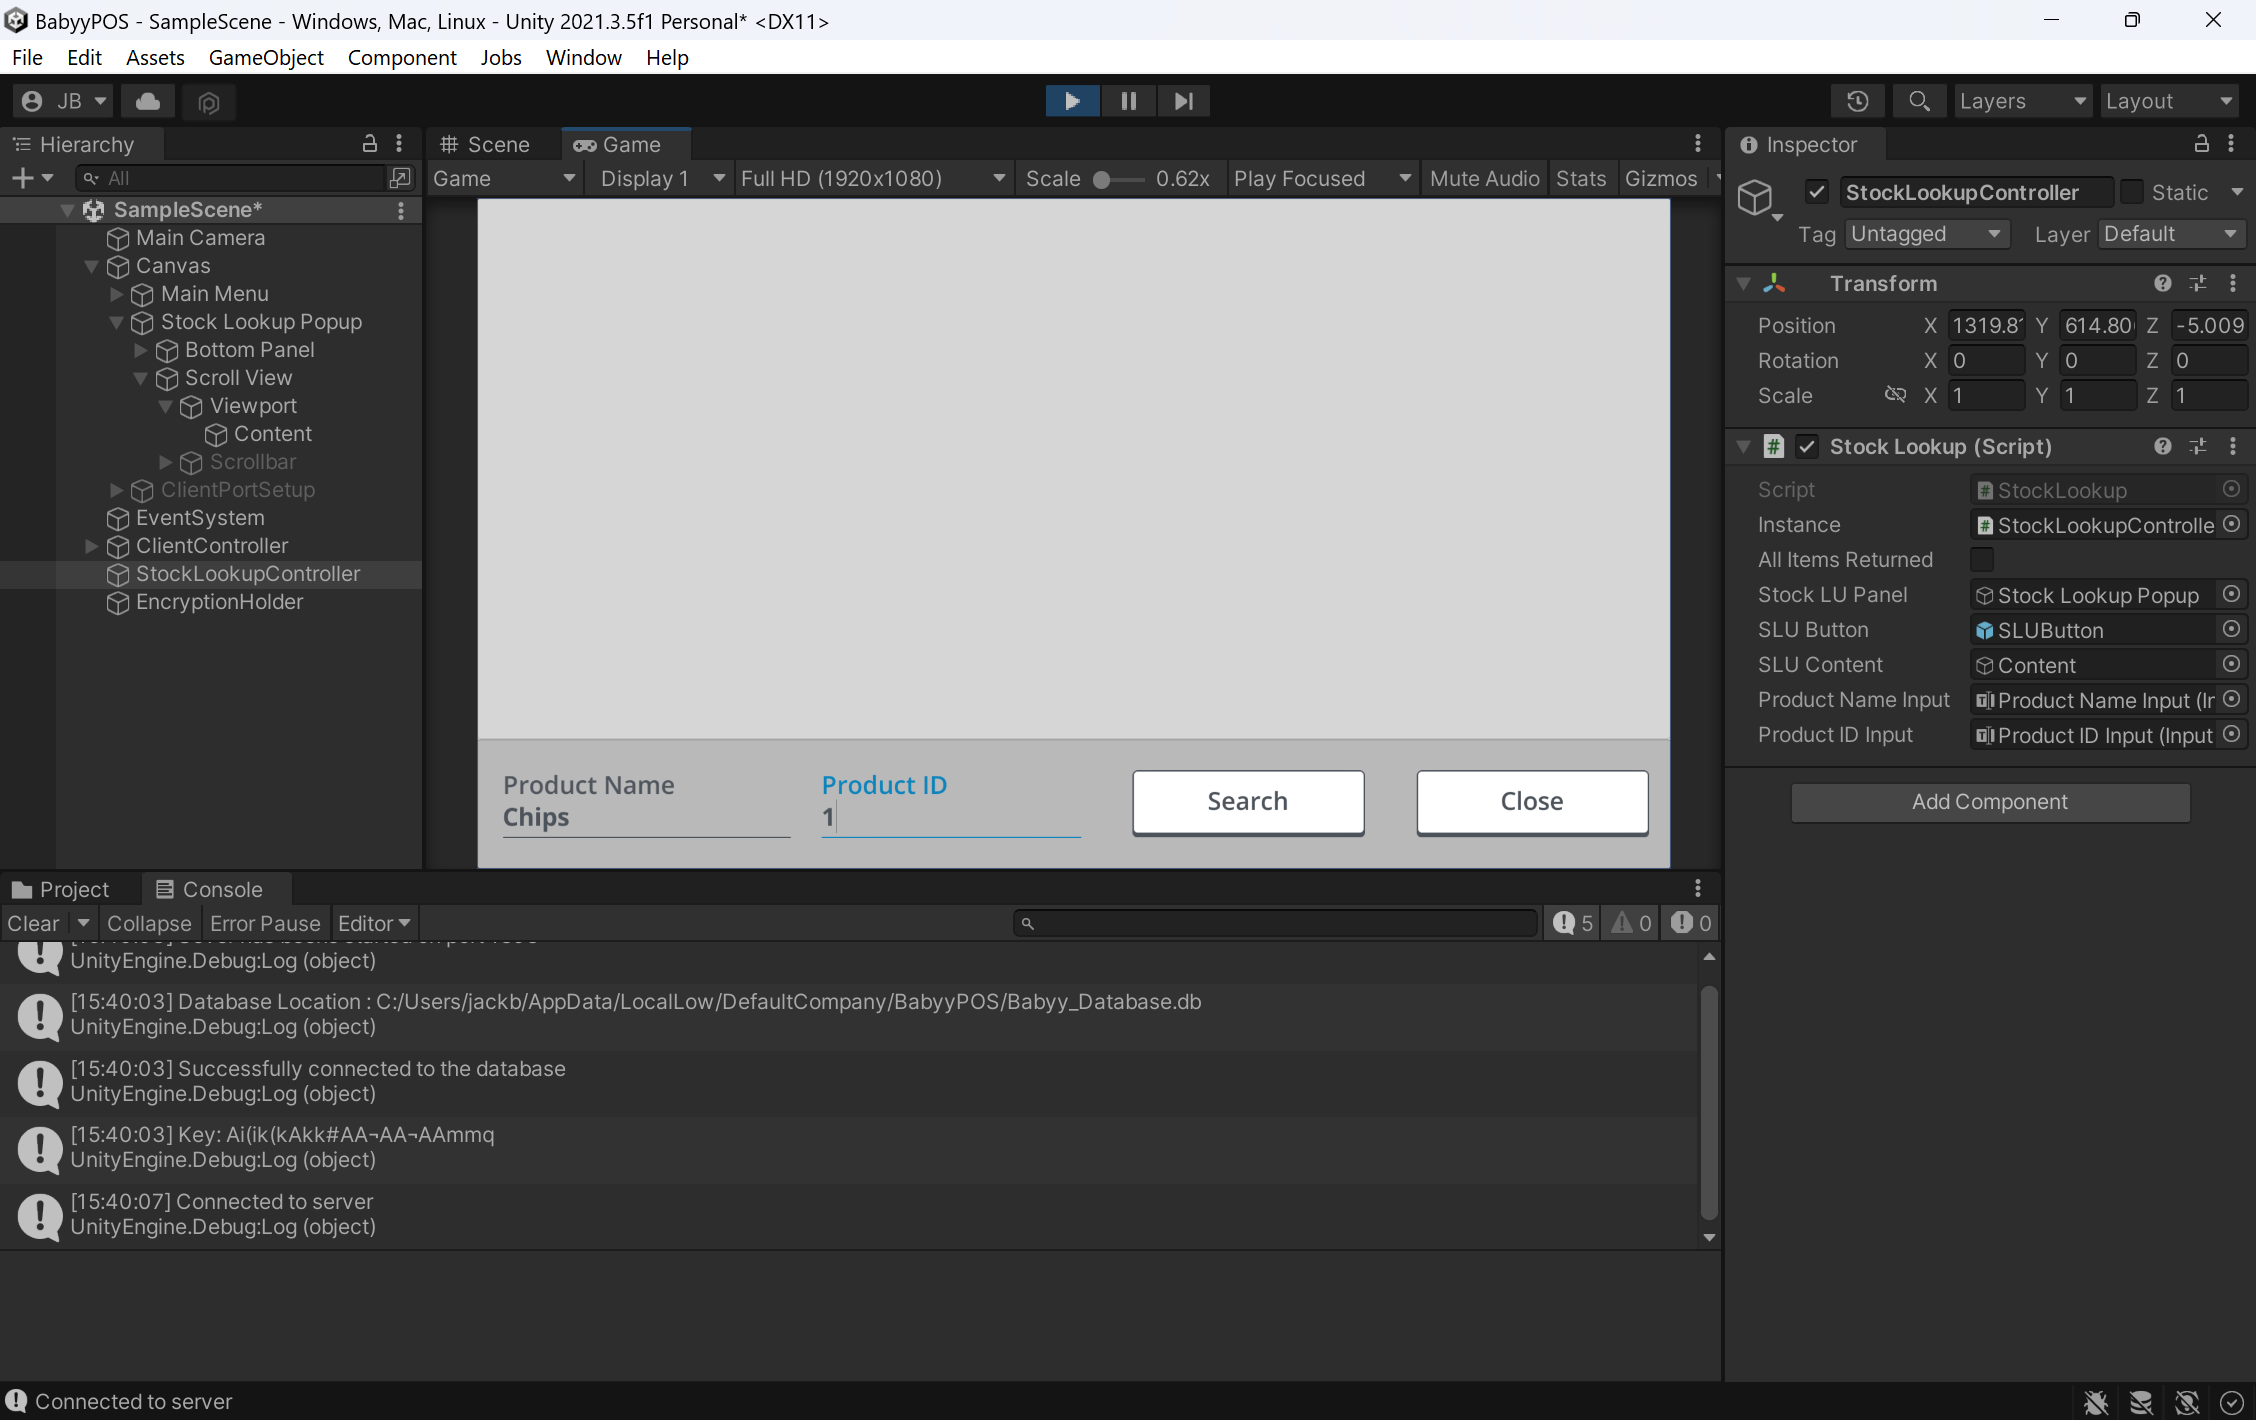 BabyyPOS - SampleScene - Windows, Mac, Linux - Unity 2021.3.5f1 Personal* <DX11>
File Edit Assets GameObject Component Jobs Window Help
JB Layers Layout
Hierarchy
All
SampleScene*
Main Camera
Canvas
Main Menu
Stock Lookup Popup
Bottom Panel
Scroll View
Viewport
Content
Scrollbar
ClientPortSetup
EventSystem
ClientController
StockLookupController
EncryptionHolder
Scene Game
Game Display 1 Full HD (1920x1080) Scale 0.62x Play Focused Mute Audio Stats Gizmos
Product Name
Chips
Product ID
1
Search
Close
Inspector
StockLookupController Static
Tag Untagged Layer Default
Transform
Position X 1319.8 Y 614.80 Z -5.009
Rotation X 0 Y 0 Z 0
Scale X 1 Y 1 Z 1
# Stock Lookup (Script)
Script # StockLookup
Instance # StockLookupControlle
All Items Returned
Stock LU Panel Stock Lookup Popup
SLU Button SLUButton
SLU Content Content
Product Name Input Product Name Input (Ir
Product ID Input Product ID Input (Input
Add Component
Project Console
Clear Collapse Error Pause Editor 5 0 0
UnityEngine.Debug:Log (object)
[15:40:03] Database Location : C:/Users/jackb/AppData/LocalLow/DefaultCompany/BabyyPOS/Babyy_Database.db
UnityEngine.Debug:Log (object)
[15:40:03] Successfully connected to the database
UnityEngine.Debug:Log (object)
[15:40:03] Key: Ai(ik(kAkk#AA¬AA¬AAmmq
UnityEngine.Debug:Log (object)
[15:40:07] Connected to server
UnityEngine.Debug:Log (object)
Connected to server